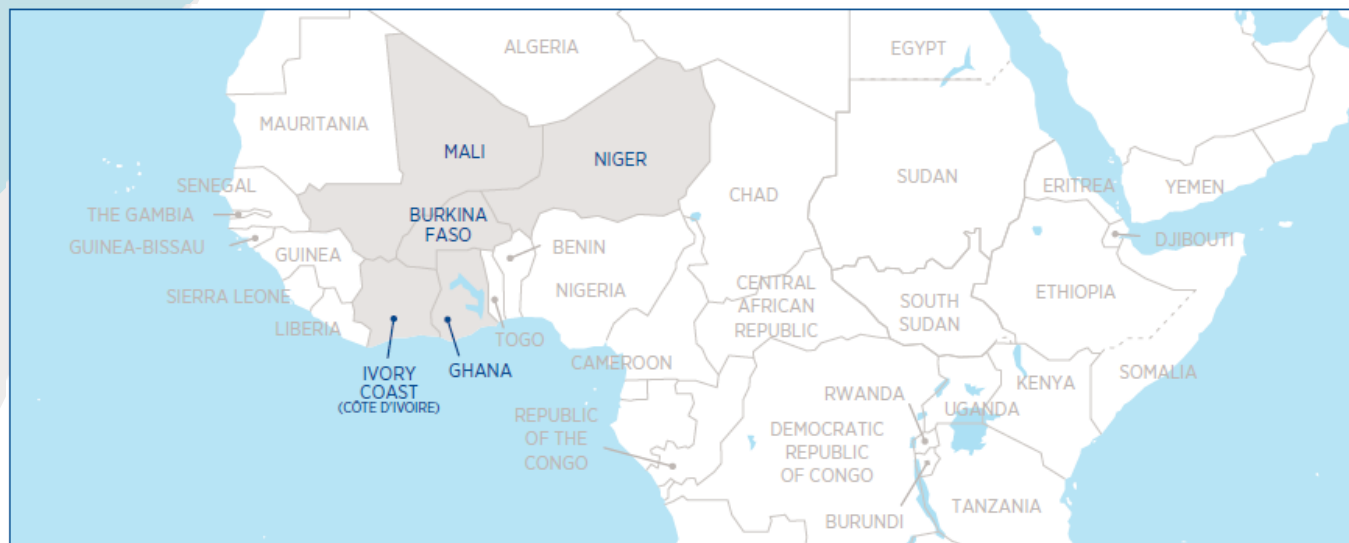 ALGERIA
EGYPT
MAURITANIA
MALI
NIGER
CHAD
SUDAN
ERITREA
YEMEN
SENEGAL
THE GAMBIA
GUINEA-BISSAU
BURKINA
FASO
BENIN
DJIBOUTI
GUINEA
NIGERIA
CENTRAL
AFRICAN
REPUBLIC
SOUTH
SUDAN
ETHIOPIA
SIERRA LEONE
LIBERIA
TOGO
CAMEROON
IVORY
COAST
(CÔTE D'IVOIRE)
GHANA
KENYA
SOMALIA
RWANDA
UGANDA
REPUBLIC
OF THE
CONGO
DEMOCRATIC
REPUBLIC
OF CONGO
TANZANIA
BURUNDI